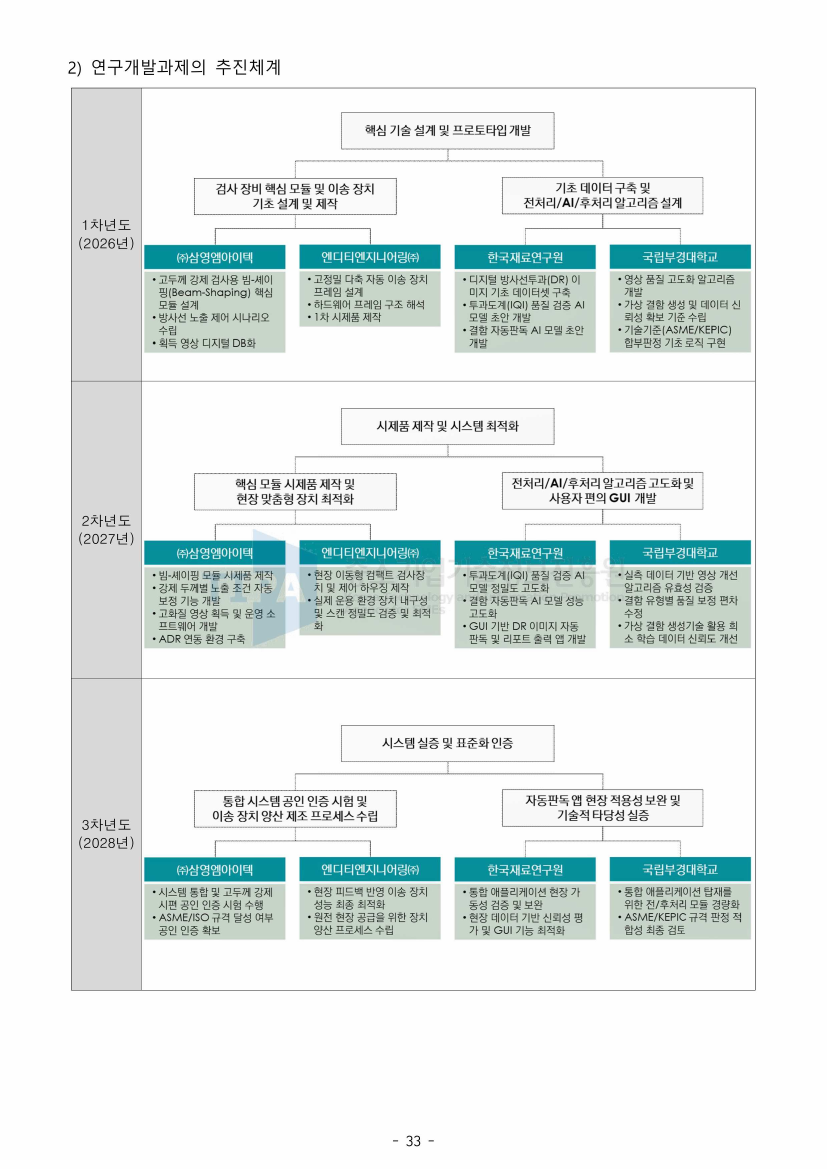 2) 연구개발과제의 추진체계
1차년도
(2026년)
핵심 기술 설계 및 프로토타입 개발
검사 장비 핵심 모듈 및 이송 장치
기초 설계 및 제작
기초 데이터 구축 및
전처리/AI/후처리 알고리즘 설계
㈜삼영엠아이텍
• 고두께 강제 검사용 빔-셰이
핑(Beam-Shaping) 핵심
모듈 설계
• 방사선 노출 제어 시나리오
수립
• 획득 영상 디지털 DB화
엔디티엔지니어링㈜
• 고정밀 다축 자동 이송 장치
프레임 설계
• 하드웨어 프레임 구조 해석
• 1차 시제품 제작
한국재료연구원
• 디지털 방사선투과(DR) 이
미지 기초 데이터셋 구축
• 투과도계(IQI) 품질 검증 AI
모델 초안 개발
• 결함 자동판독 AI 모델 초안
개발
국립부경대학교
• 영상 품질 고도화 알고리즘
개발
• 가상 결함 생성 및 데이터 신
뢰성 확보 기준 수립
• 기술기준(ASME/KEPIC)
합부판정 기초 로직 구현
2차년도
(2027년)
시제품 제작 및 시스템 최적화
핵심 모듈 시제품 제작 및
현장 맞춤형 장치 최적화
전처리/AI/후처리 알고리즘 고도화 및
사용자 편의 GUI 개발
㈜삼영엠아이텍
• 빔-셰이핑 모듈 시제품 제작
• 강제 두께별 노출 조건 자동
보정 기능 개발
• 고화질 영상 획득 및 운영 소
프트웨어 개발
• ADR 연동 환경 구축
엔디티엔지니어링㈜
• 현장 이동형 컴팩트 검사장
치 및 제어 하우징 제작
• 실제 운용 환경 장치 내구성
및 스캔 정밀도 검증 및 최적
화
한국재료연구원
• 투과도계(IQI) 품질 검증 AI
모델 정밀도 고도화
• 결함 자동판독 AI 모델 성능
고도화
• GUI 기반 DR 이미지 자동
판독 및 리포트 출력 앱 개발
국립부경대학교
• 실측 데이터 기반 영상 개선
알고리즘 유효성 검증
• 결함 유형별 품질 보정 편차
수정
• 가상 결함 생성기술 활용 희
소 학습 데이터 신뢰도 개선
3차년도
(2028년)
시스템 실증 및 표준화 인증
통합 시스템 공인 인증 시험 및
이송 장치 양산 제조 프로세스 수립
자동판독 앱 현장 적용성 보완 및
기술적 타당성 실증
㈜삼영엠아이텍
• 시스템 통합 및 고두께 강제
시편 공인 인증 시험 수행
• ASME/ISO 규격 달성 여부
공인 인증 확보
엔디티엔지니어링㈜
• 현장 피드백 반영 이송 장치
성능 최종 최적화
• 원전 현장 공급을 위한 장치
양산 프로세스 수립
한국재료연구원
• 통합 애플리케이션 현장 가
동성 검증 및 보완
• 현장 데이터 기반 신뢰성 평
가 및 GUI 기능 최적화
국립부경대학교
• 통합 애플리케이션 탑재를
위한 전/후처리 모듈 경량화
• ASME/KEPIC 규격 판정 적
합성 최종 검토
- 33 -